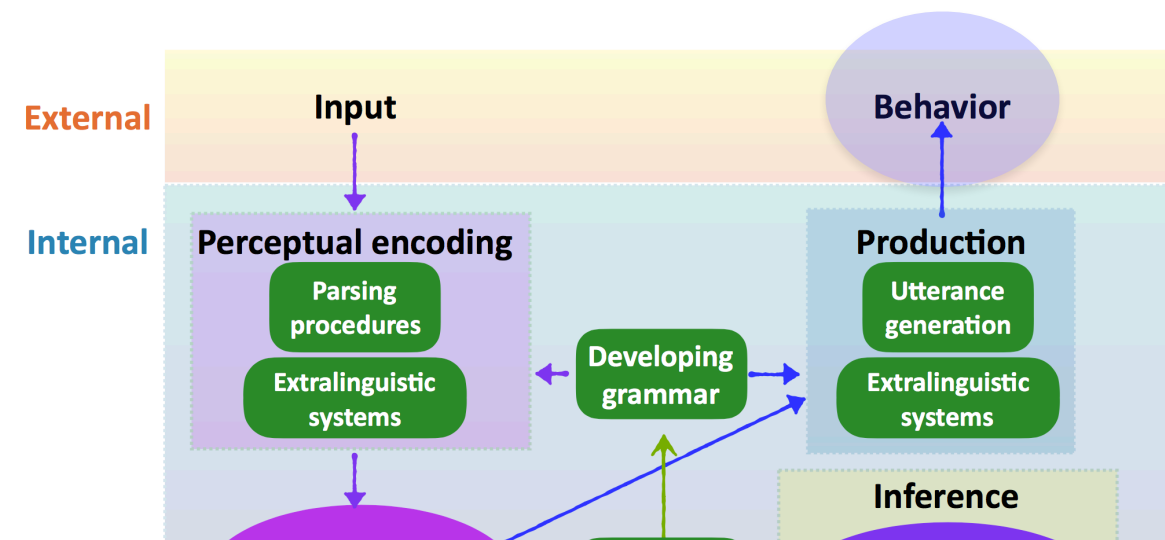 External
Input
Behavior
Internal
Perceptual encoding
Parsing
procedures
Extralinguistic
systems
Developing
grammar
Production
Utterance
generation
Extralinguistic
systems
Inference